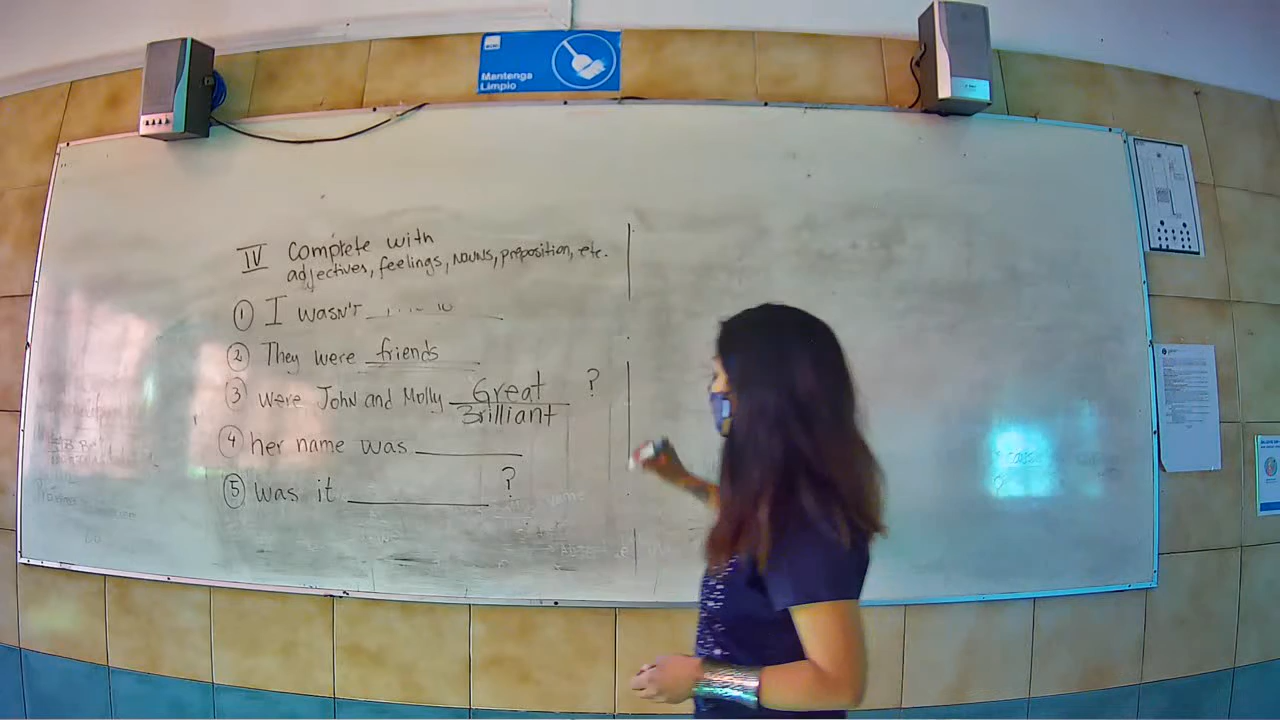 Mantenga
Limpio
IV Complete with
adjectives, feelings, nouns, preposition, etc.
① I wasn't
② They were friends
③ were John and Molly Great ?
Brilliant
④ her name was
⑤ was it ?